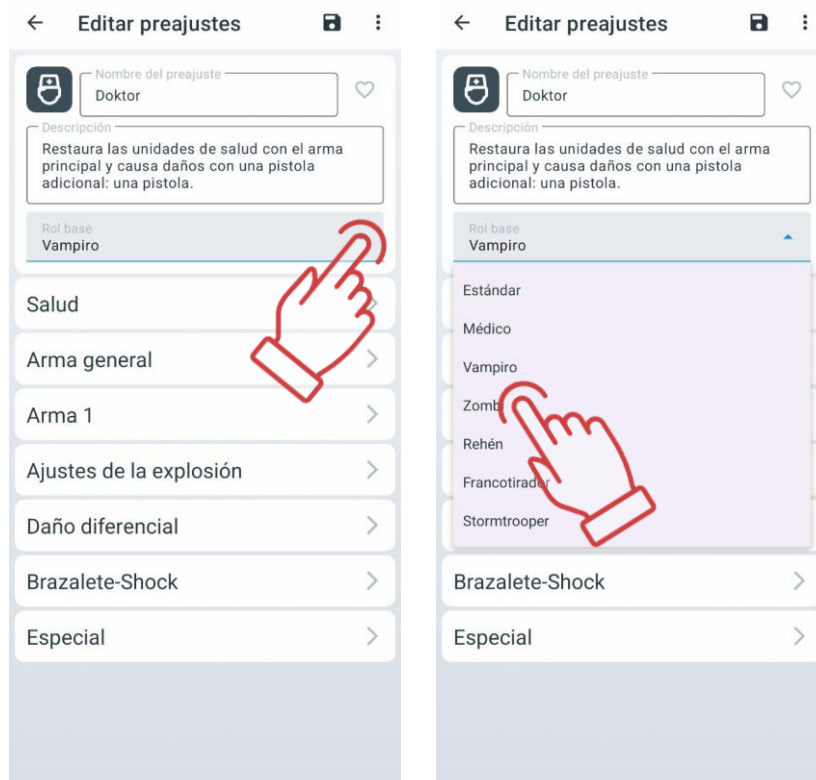 Editar preajustes
Nombre del preajuste
Doktor
Descripción
Restaura las unidades de salud con el arma
principal y causa daños con una pistola
adicional: una pistola.
Rol base
Vampiro
Salud
Arma general
Arma 1
Ajustes de la explosión
Daño diferencial
Brazalete-Shock
Especial
Editar preajustes
Nombre del preajuste
Doktor
Descripción
Restaura las unidades de salud con el arma
principal y causa daños con una pistola
adicional: una pistola.
Rol base
Vampiro
Estándar
Médico
Vampiro
Zomb
Rehén
Francotirador
Stormtrooper
Brazalete-Shock
Especial